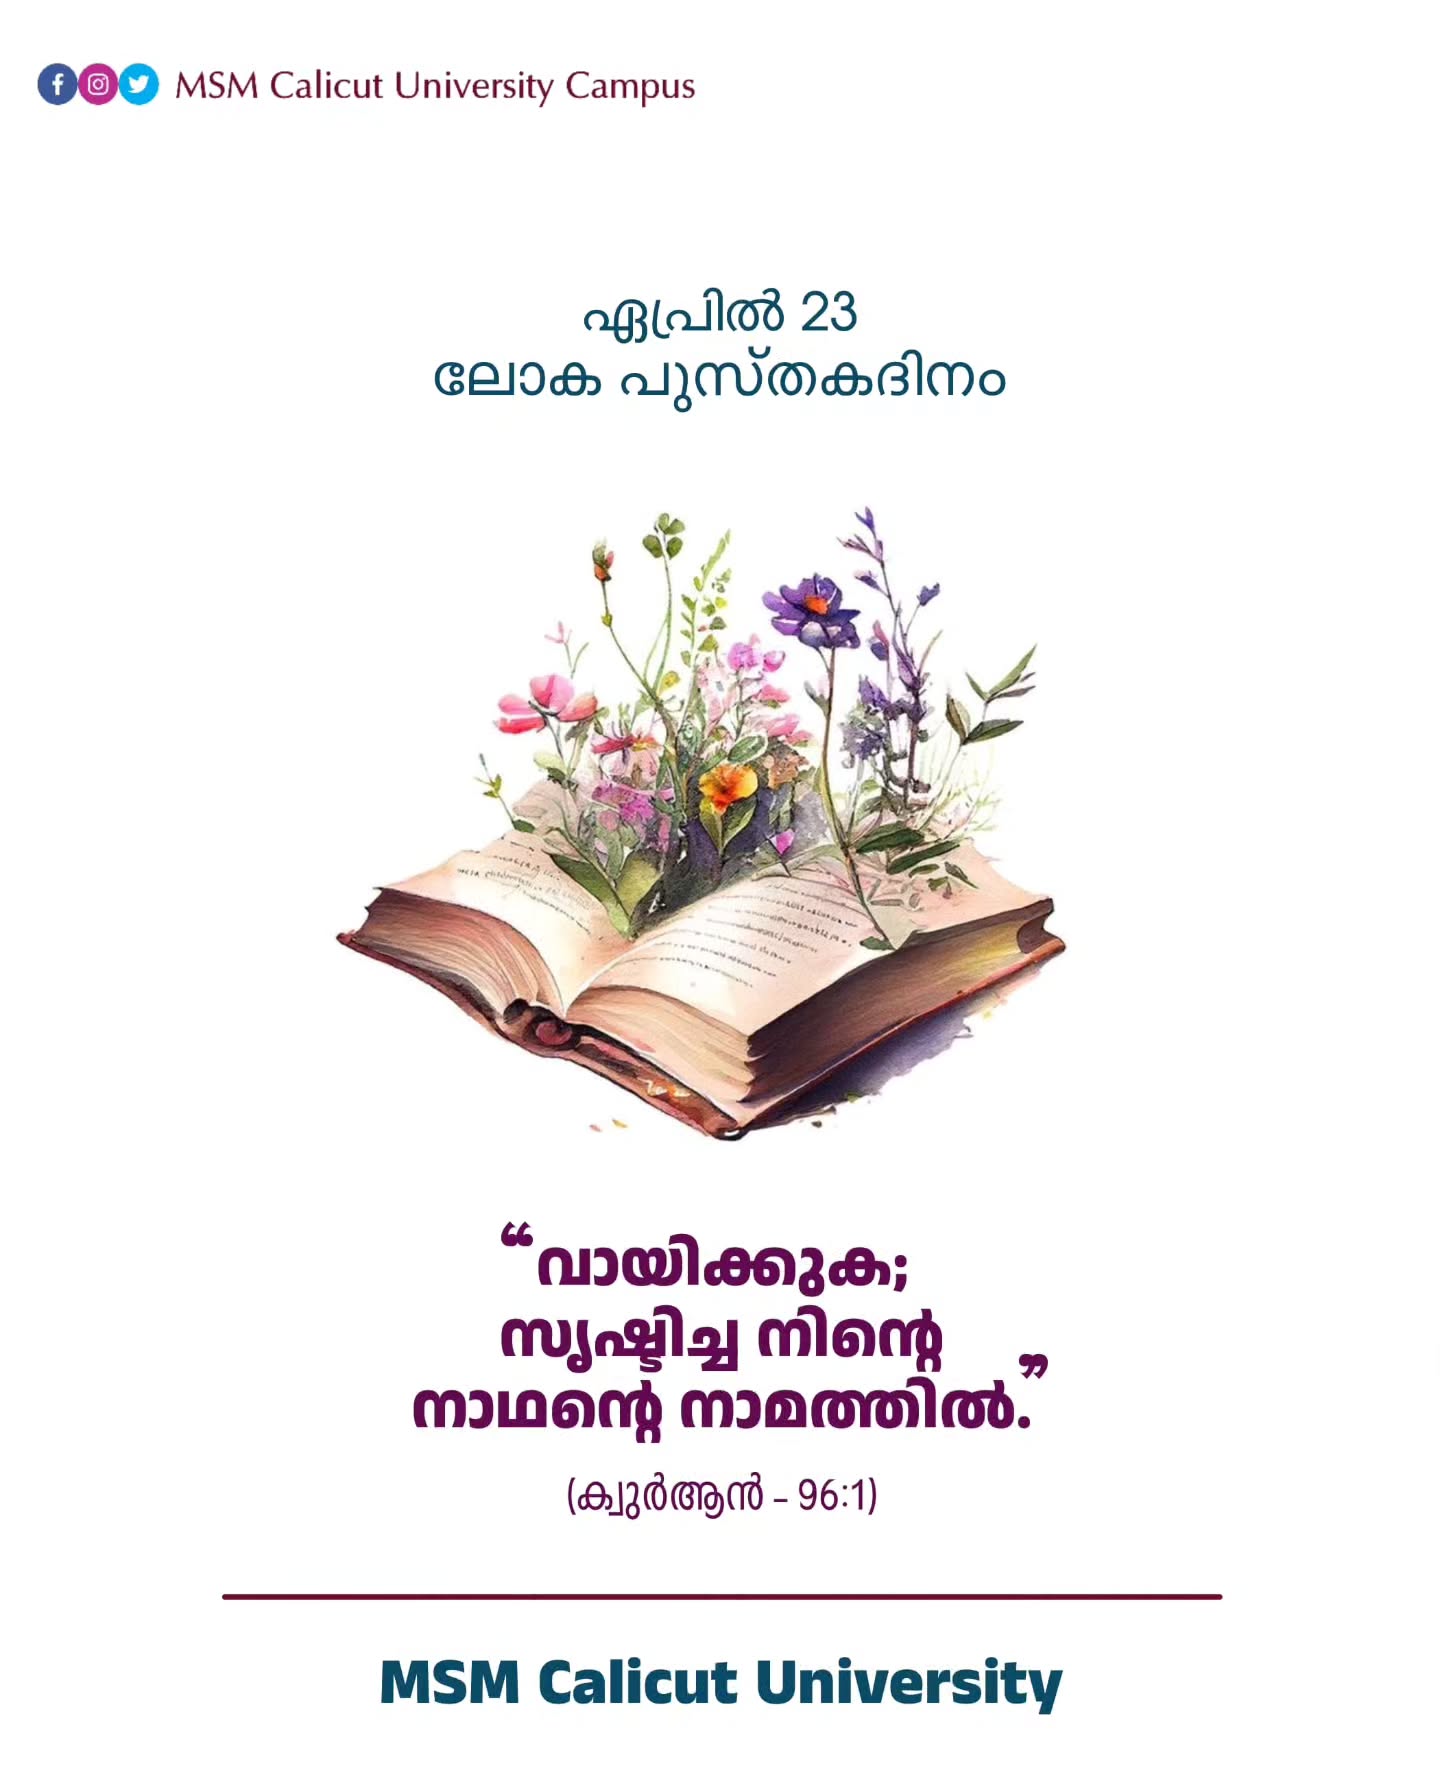 MSM Calicut University Campus
ഏപ്രിൽ 23
ലോക പുസ്തകദിനം
“വായിക്കുക;
സൃഷ്ടിച്ച നിന്റെ
നാഥന്റെ നാമത്തിൽ.”
(ക്വുർആൻ – 96:1)
MSM Calicut University